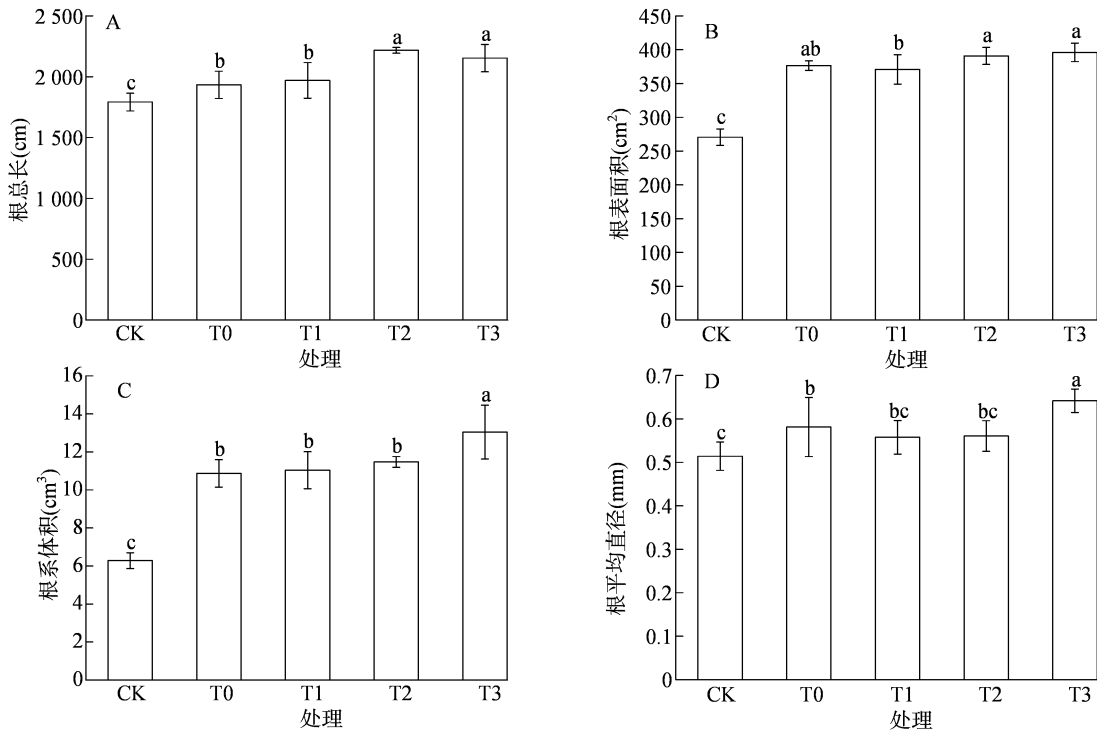 A
根总长(cm)
2 500
2 000
1 500
1 000
500
0
c
b
b
a
a
CK
T0
T1
T2
T3
处理
B
根表面积(cm²)
450
400
350
300
250
200
150
100
50
0
c
ab
b
a
a
CK
T0
T1
T2
T3
处理
C
根系体积(cm³)
16
14
12
10
8
6
4
2
0
c
b
b
b
a
CK
T0
T1
T2
T3
处理
D
根平均直径(mm)
0.7
0.6
0.5
0.4
0.3
0.2
0.1
0
c
b
bc
bc
a
CK
T0
T1
T2
T3
处理